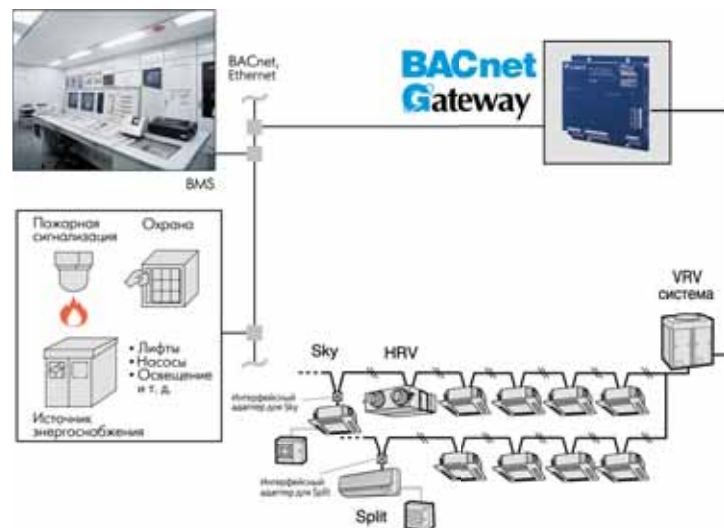 BACnet,
Ethernet
BACnet
Gateway
BMS
Пожарная
сигнализация
Охрана
• Лифты
• Насосы
• Освещение
и т. д.
Источник
энергоснабжения
VRV
система
Sky
HRV
Интерфейсный
адаптер для Sky
Интерфейсный
адаптер для Split
Split